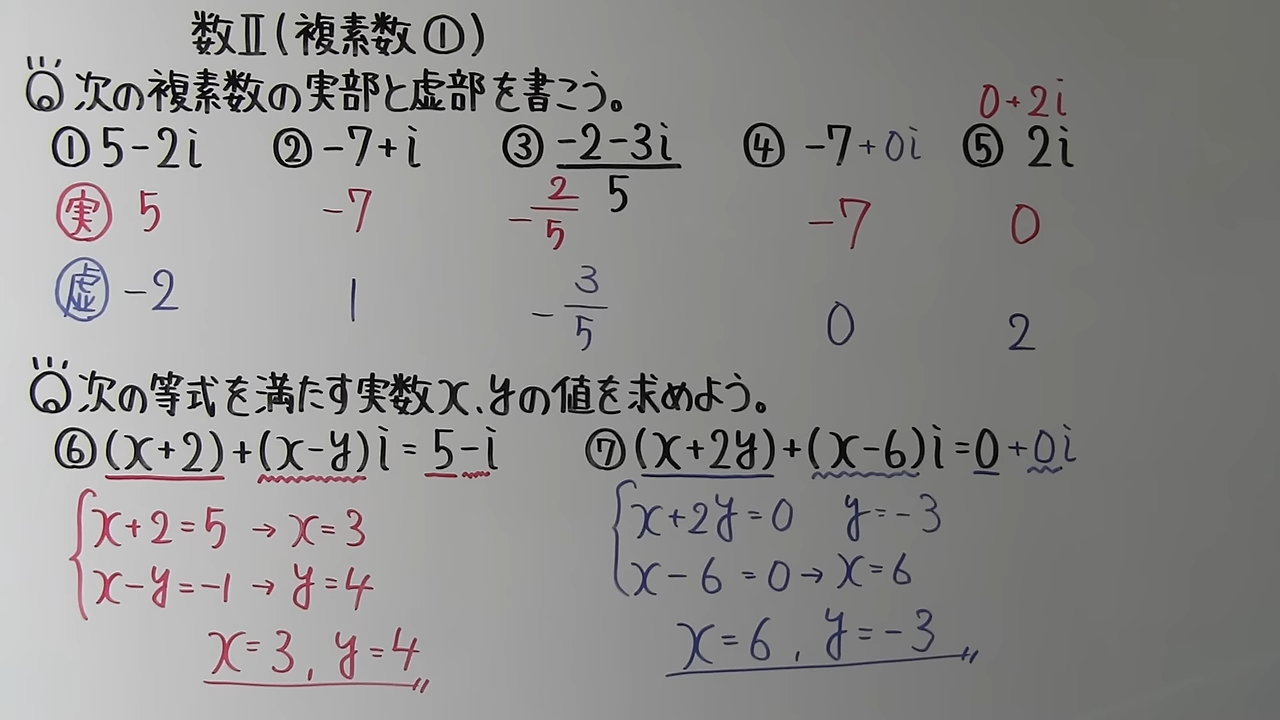 数Ⅱ(複素数①)
次の複素数の実部と虚部を書こう。
0+2i
① 5-2i ② -7+i ③ (-2-3i)/5 ④ -7+0i ⑤ 2i
実 5 -7 -2/5 -7 0
虚 -2 1 -3/5 0 2
次の等式を満たす実数x、yの値を求めよう。
⑥ (x+2)+(x-y)i=5-i ⑦ (x+2y)+(x-6)i=0+0i
x+2=5→x=3 x+2y=0 y=-3
x-y=-1→y=4 x-6=0→x=6
x=3, y=4 x=6, y=-3